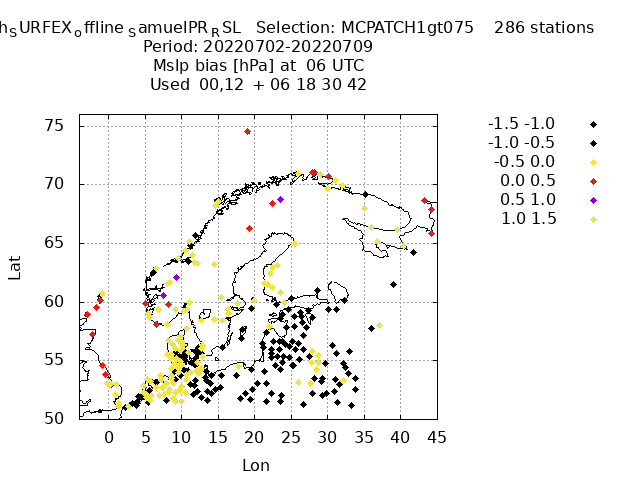 hSURFEXoffline SamuelPRRSL Selection: MCPATCH1gt075 286 stations
Period: 20220702-20220709
Mslp bias [hPa] at 06 UTC
Used 00,12 + 06 18 30 42
-1.5 -1.0
-1.0 -0.5
-0.5 0.0
0.0 0.5
0.5 1.0
1.0 1.5
75
70
65
60
55
50
Lat
0 5 10 15 20 25 30 35 40 45
Lon